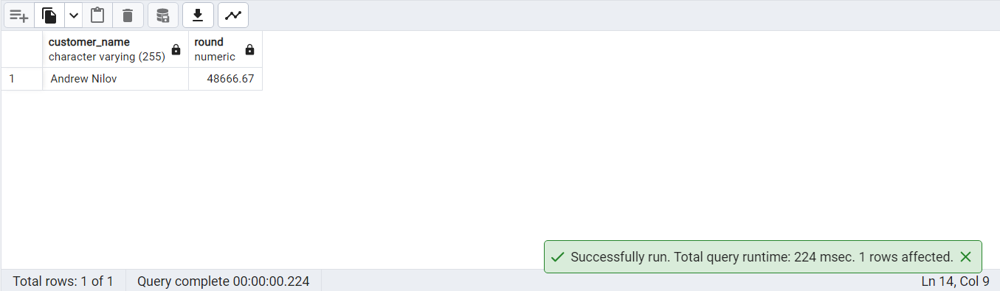 customer_name
character varying (255)
round
numeric
1
Andrew Nilov
48666.67
Successfully run. Total query runtime: 224 msec. 1 rows affected.
Total rows: 1 of 1
Query complete 00:00:00.224
Ln 14, Col 9